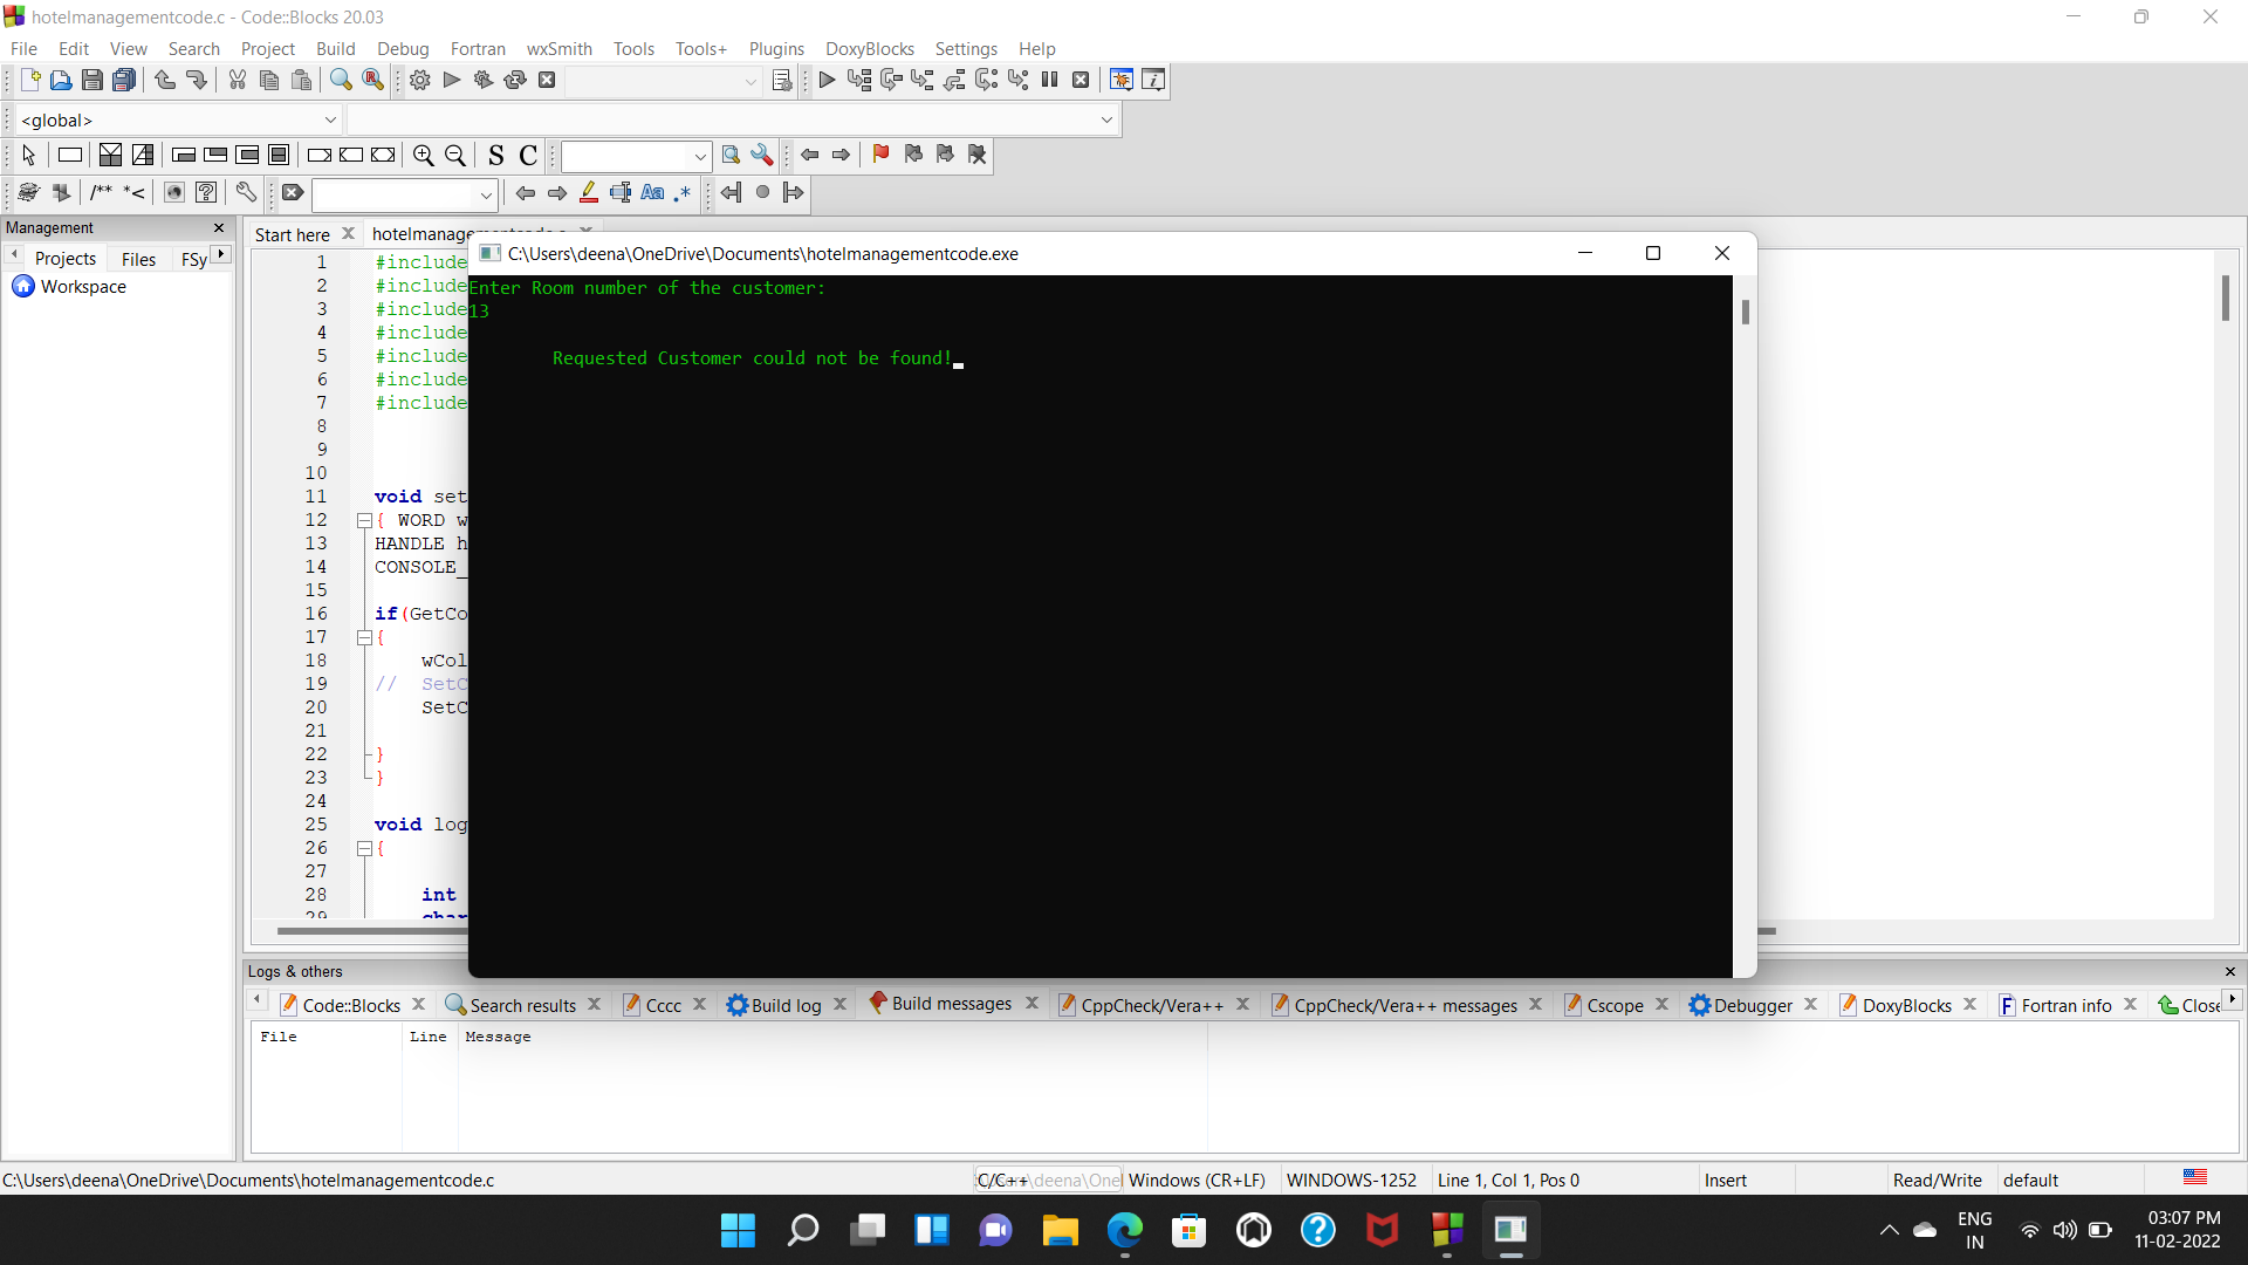 hotelmanagementcode.c - Code::Blocks 20.03
File Edit View Search Project Build Debug Fortran wxSmith Tools Tools+ Plugins DoxyBlocks Settings Help
<global>
S C
/** *< Aa .*
Management
Projects Files FSy
Workspace
Start here hotelmanag
C:\Users\deena\OneDrive\Documents\hotelmanagementcode.exe
Enter Room number of the customer:
13
Requested Customer could not be found!
1 #include
2 #include
3 #include
4 #include
5 #include
6 #include
7 #include
8
9
10
11 void set
12 { WORD w
13 HANDLE h
14 CONSOLE_
15
16 if(GetCo
17 {
18 wCol
19 // SetC
20 SetC
21
22 }
23 }
24
25 void log
26 {
27
28 int
29 char
Logs & others
Code::Blocks Search results Cccc Build log Build messages CppCheck/Vera++ CppCheck/Vera++ messages Cscope Debugger DoxyBlocks Fortran info Close
File Line Message
C:\Users\deena\OneDrive\Documents\hotelmanagementcode.c C/C++ Windows (CR+LF) WINDOWS-1252 Line 1, Col 1, Pos 0 Insert Read/Write default
ENG
IN
03:07 PM
11-02-2022